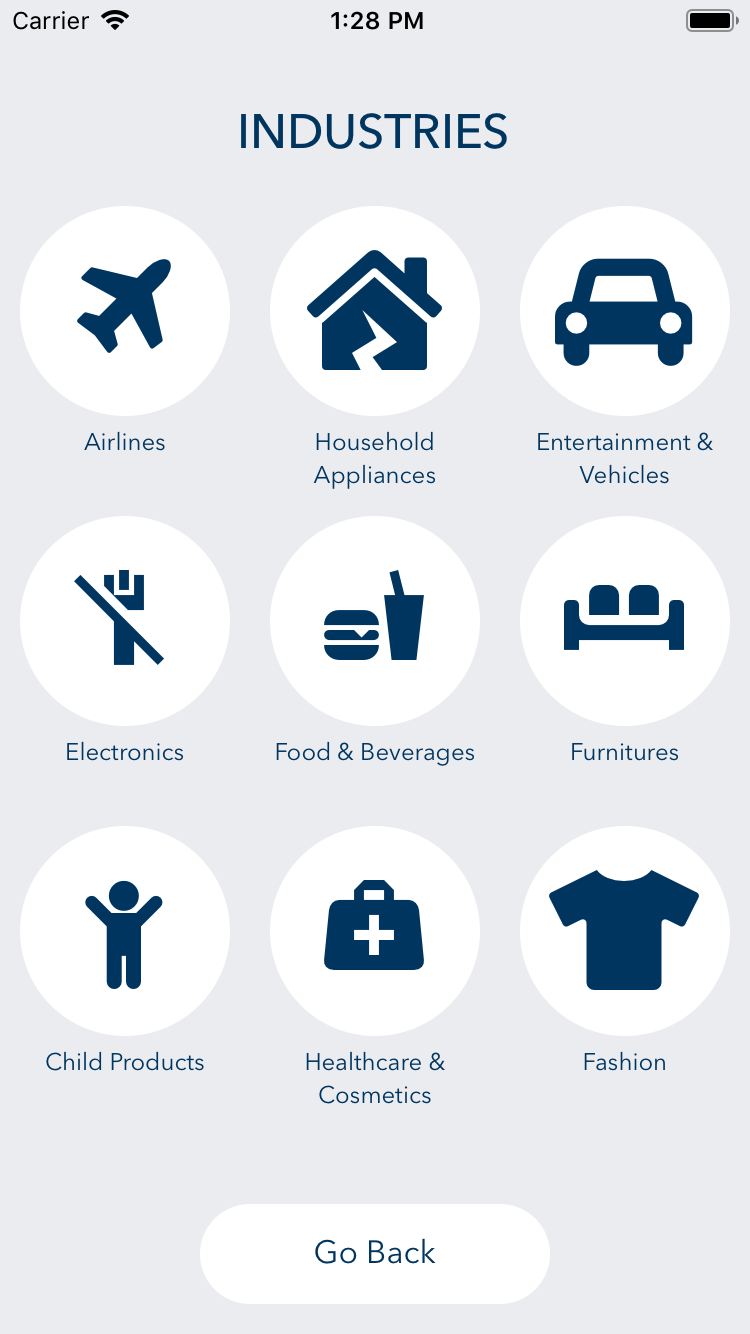 Carrier 1:28 PM
INDUSTRIES
Airlines
Household
Appliances
Entertainment &
Vehicles
Electronics
Food & Beverages
Furnitures
Child Products
Healthcare &
Cosmetics
Fashion
Go Back